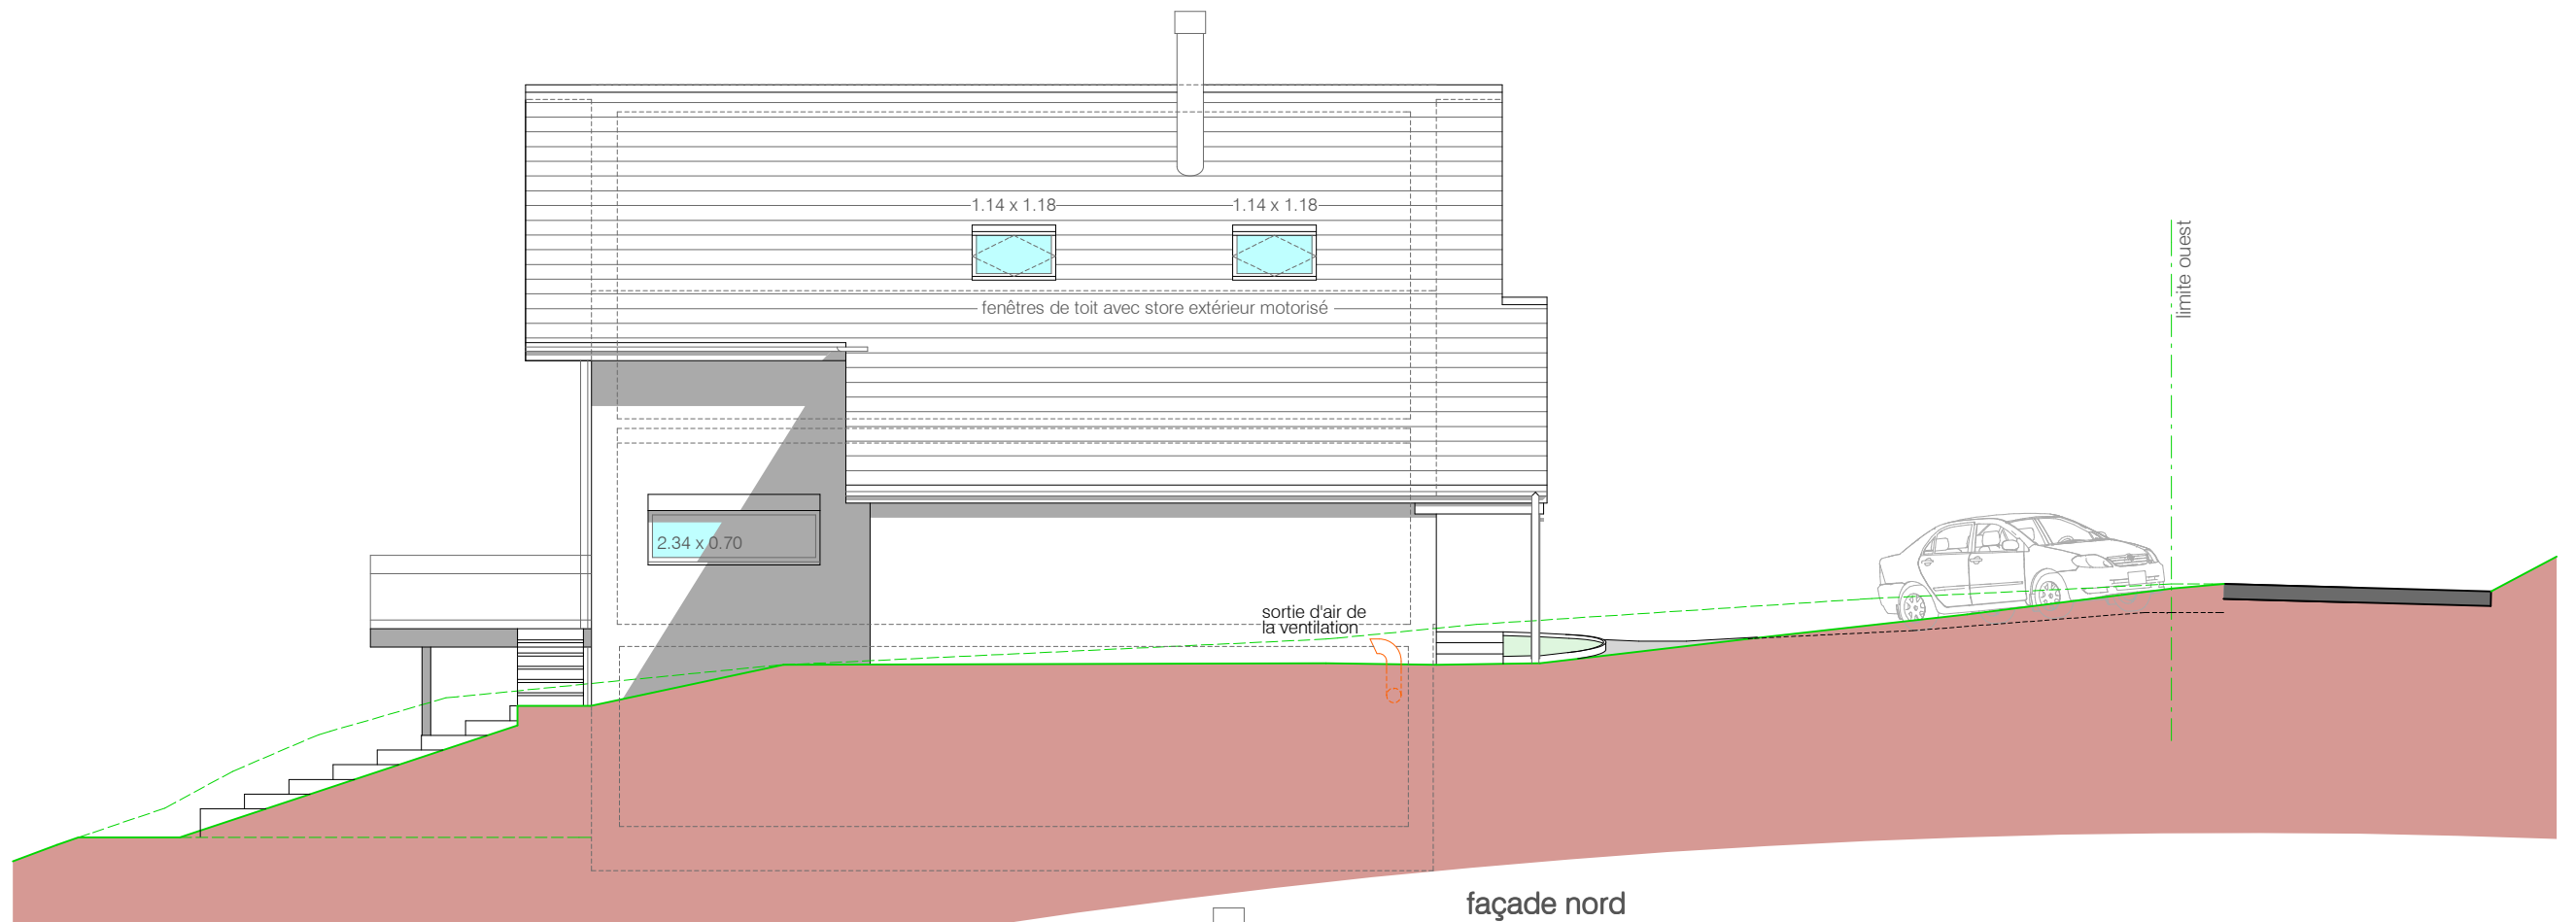 1.14 x 1.18
1.14 x 1.18
limite ouest
fenêtres de toit avec store extérieur motorisé
2.34 x 0.70
sortie d'air de
la ventilation
façade nord